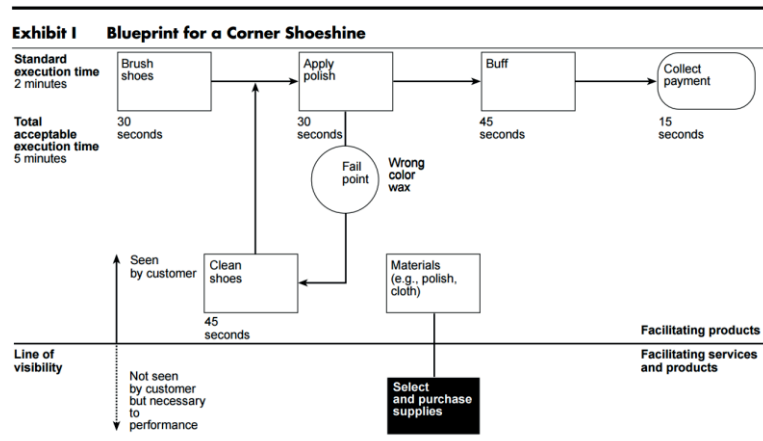 Exhibit I Blueprint for a Corner Shoeshine
Standard
execution time
2 minutes
Brush
shoes
Apply
polish
Buff
Collect
payment
Total
acceptable
execution time
5 minutes
30
seconds
30
seconds
45
seconds
15
seconds
Fail
point
Wrong
color
wax
Seen
by customer
Clean
shoes
Materials
(e.g., polish,
cloth)
45
seconds
Facilitating products
Line of
visibility
Facilitating services
and products
Not seen
by customer
but necessary
to
performance
Select
and purchase
supplies